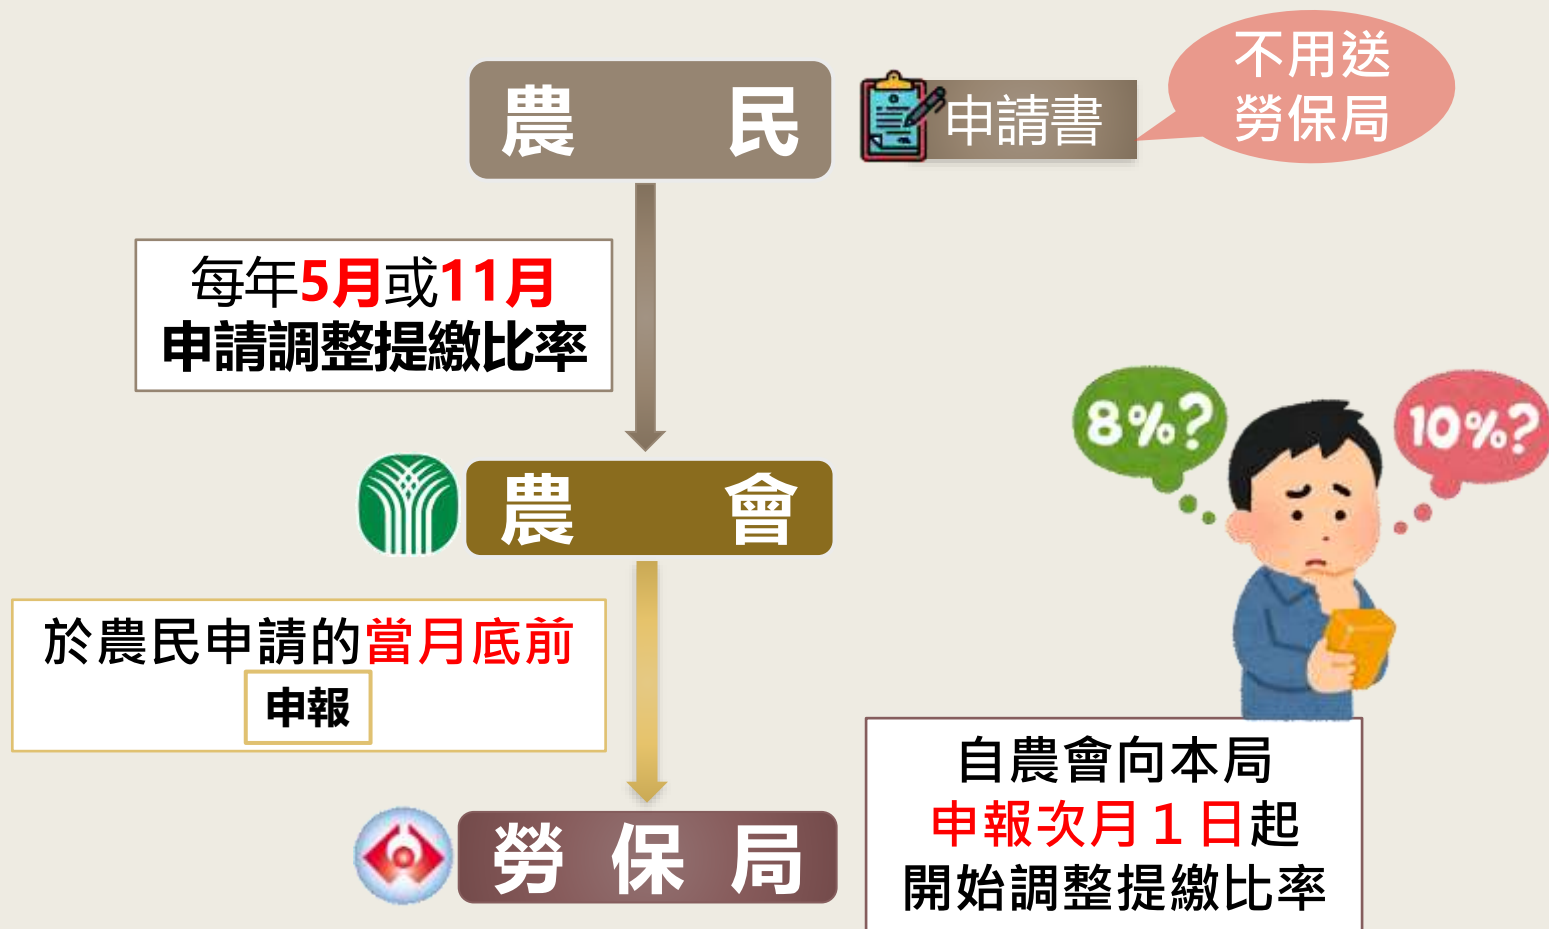 農民
申請書
不用送
勞保局
每年5月或11月
申請調整提繳比率
8%?
10%?
農會
於農民申請的當月底前
申報
勞保局
自農會向本局
申報次月１日起
開始調整提繳比率